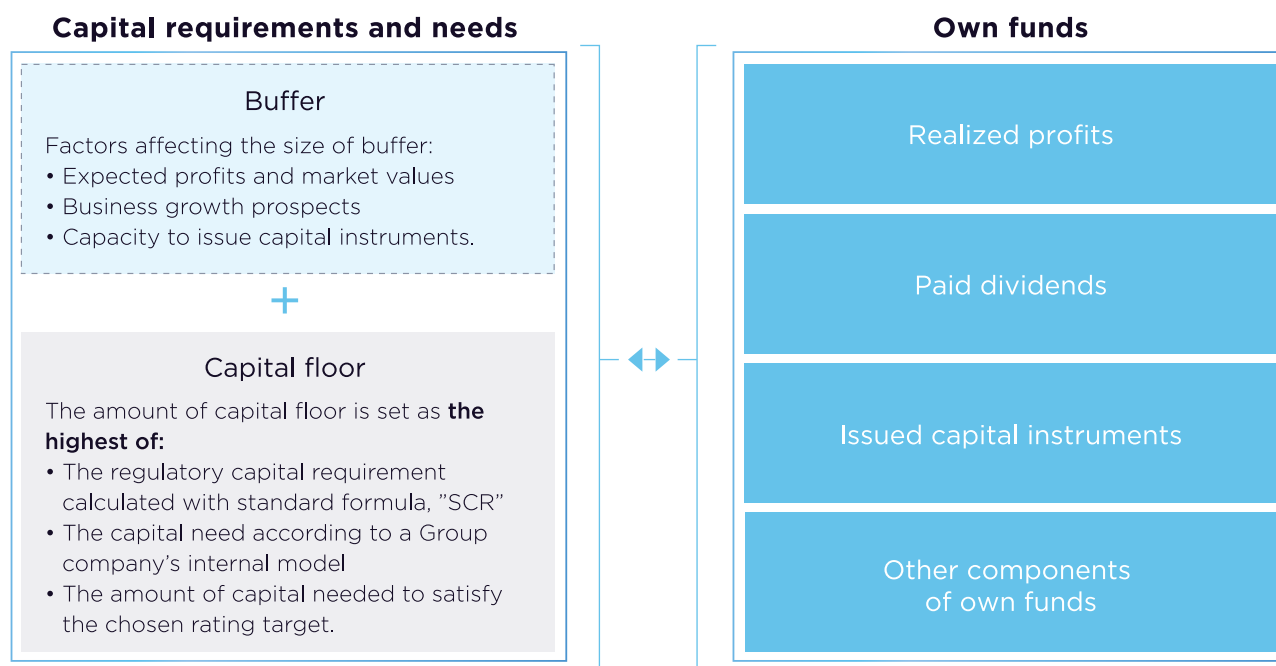 Capital requirements and needs
Buffer
Factors affecting the size of buffer:
• Expected profits and market values
• Business growth prospects
• Capacity to issue capital instruments.
+
Capital floor
The amount of capital floor is set as the
highest of:
• The regulatory capital requirement
calculated with standard formula, ”SCR”
• The capital need according to a Group
company’s internal model
• The amount of capital needed to satisfy
the chosen rating target.
Own funds
Realized profits
Paid dividends
Issued capital instruments
Other components
of own funds